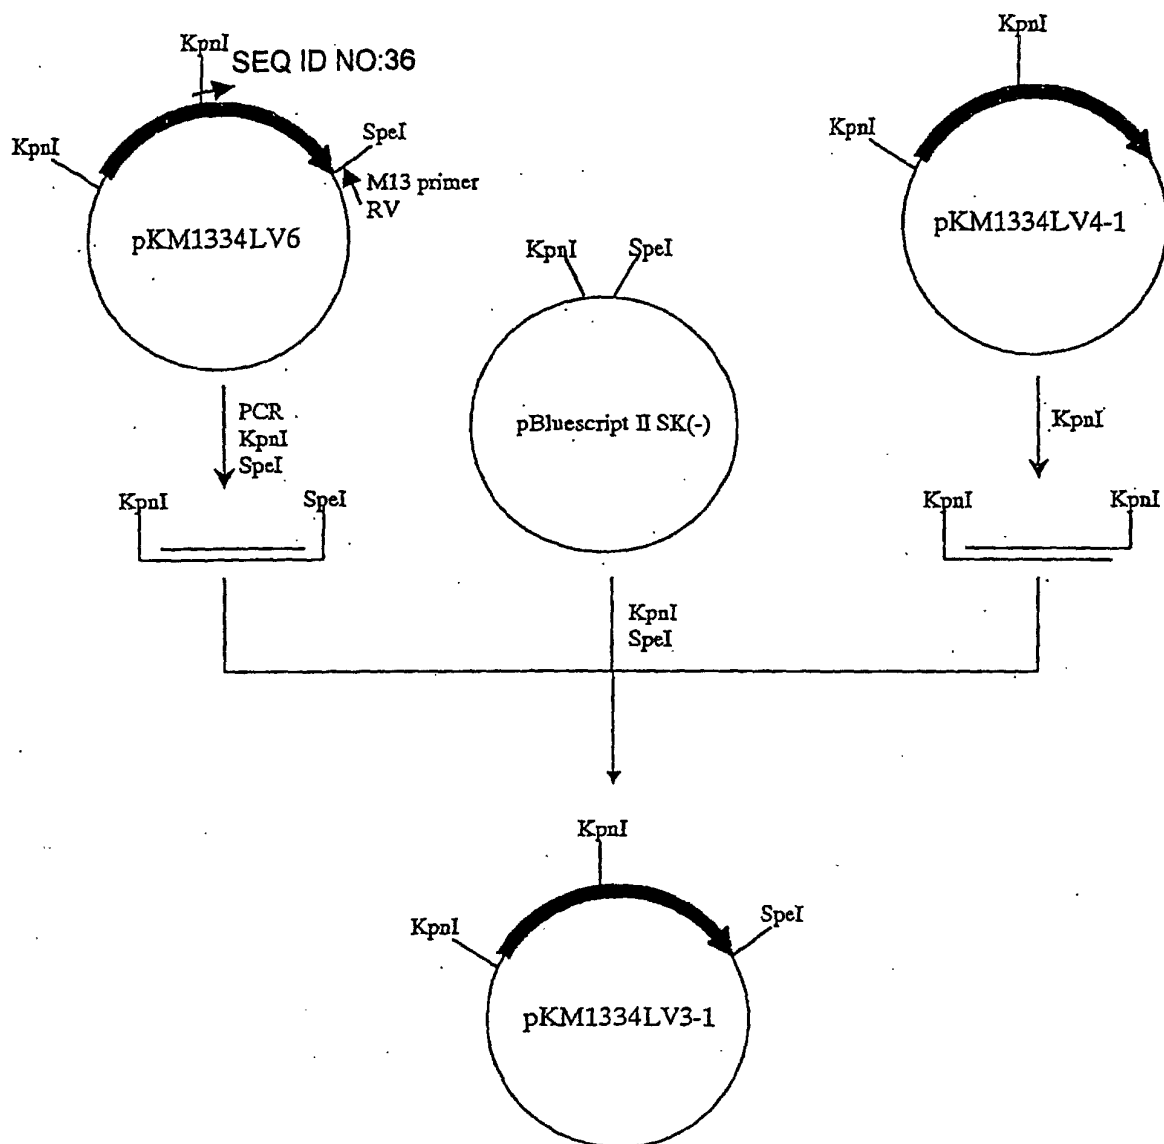 KpnI
SEQ ID NO:36
KpnI
SpeI
M13 primer
RV
pKM1334LV6
KpnI
KpnI
pKM1334LV4-1
KpnI
SpeI
pBluescript II SK(-)
PCR
KpnI
SpeI
KpnI
KpnI
SpeI
KpnI
KpnI
KpnI
SpeI
KpnI
KpnI
SpeI
pKM1334LV3-1